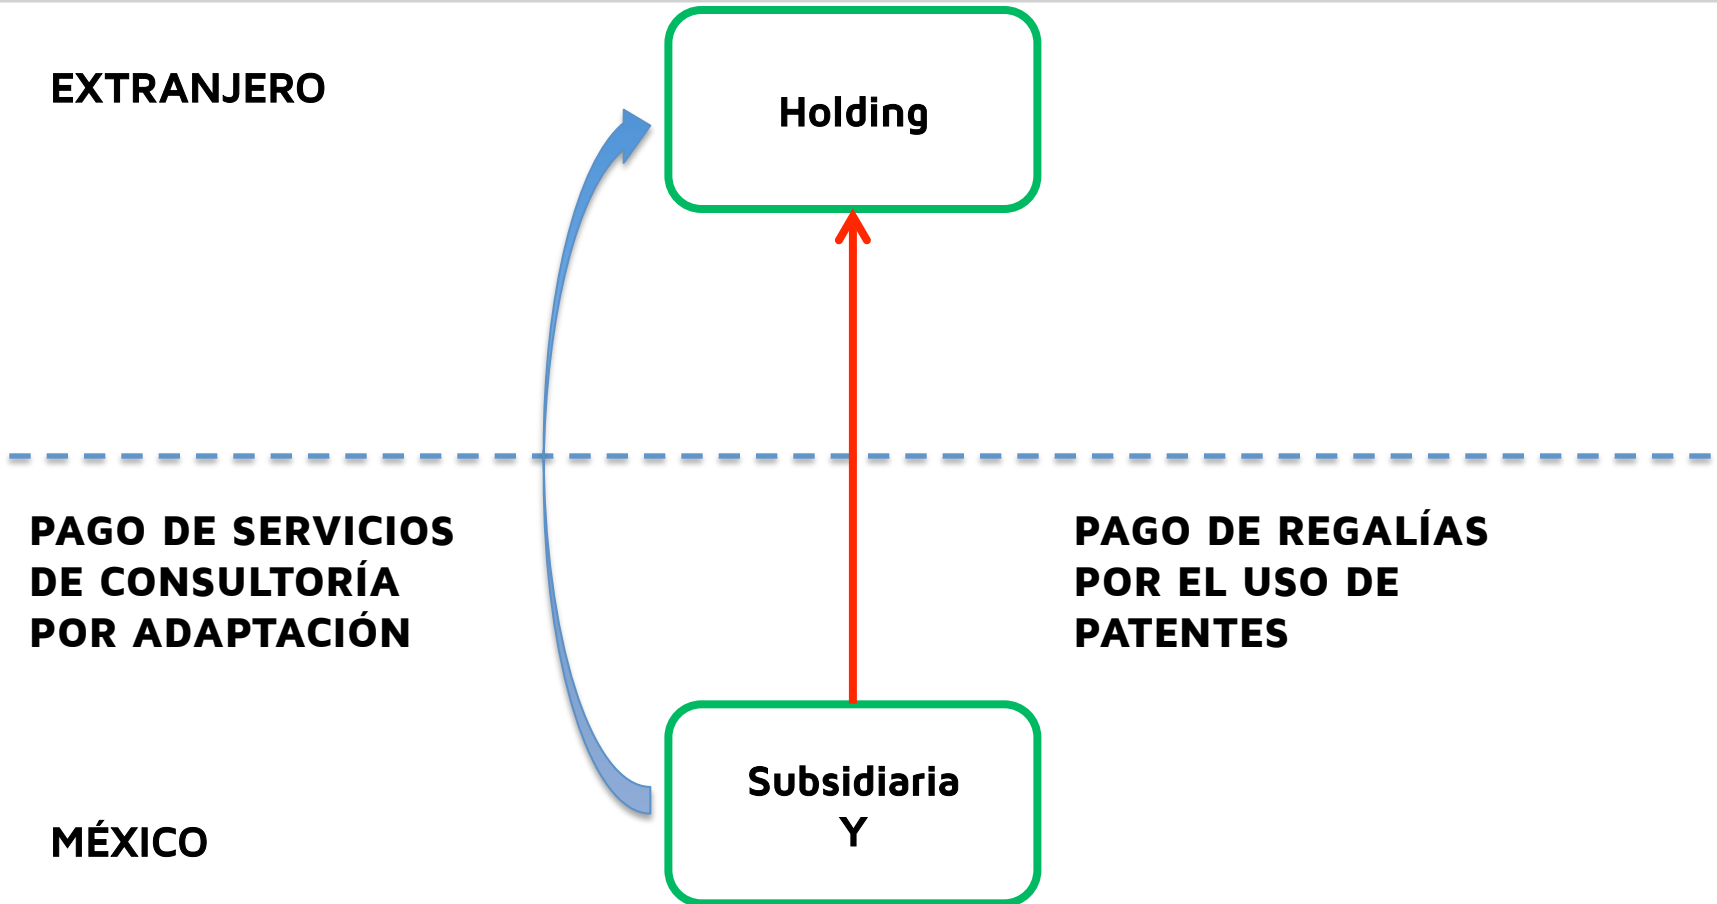 EXTRANJERO
Holding
PAGO DE SERVICIOS
DE CONSULTORÍA
POR ADAPTACIÓN
PAGO DE REGALÍAS
POR EL USO DE
PATENTES
Subsidiaria
Y
MÉXICO